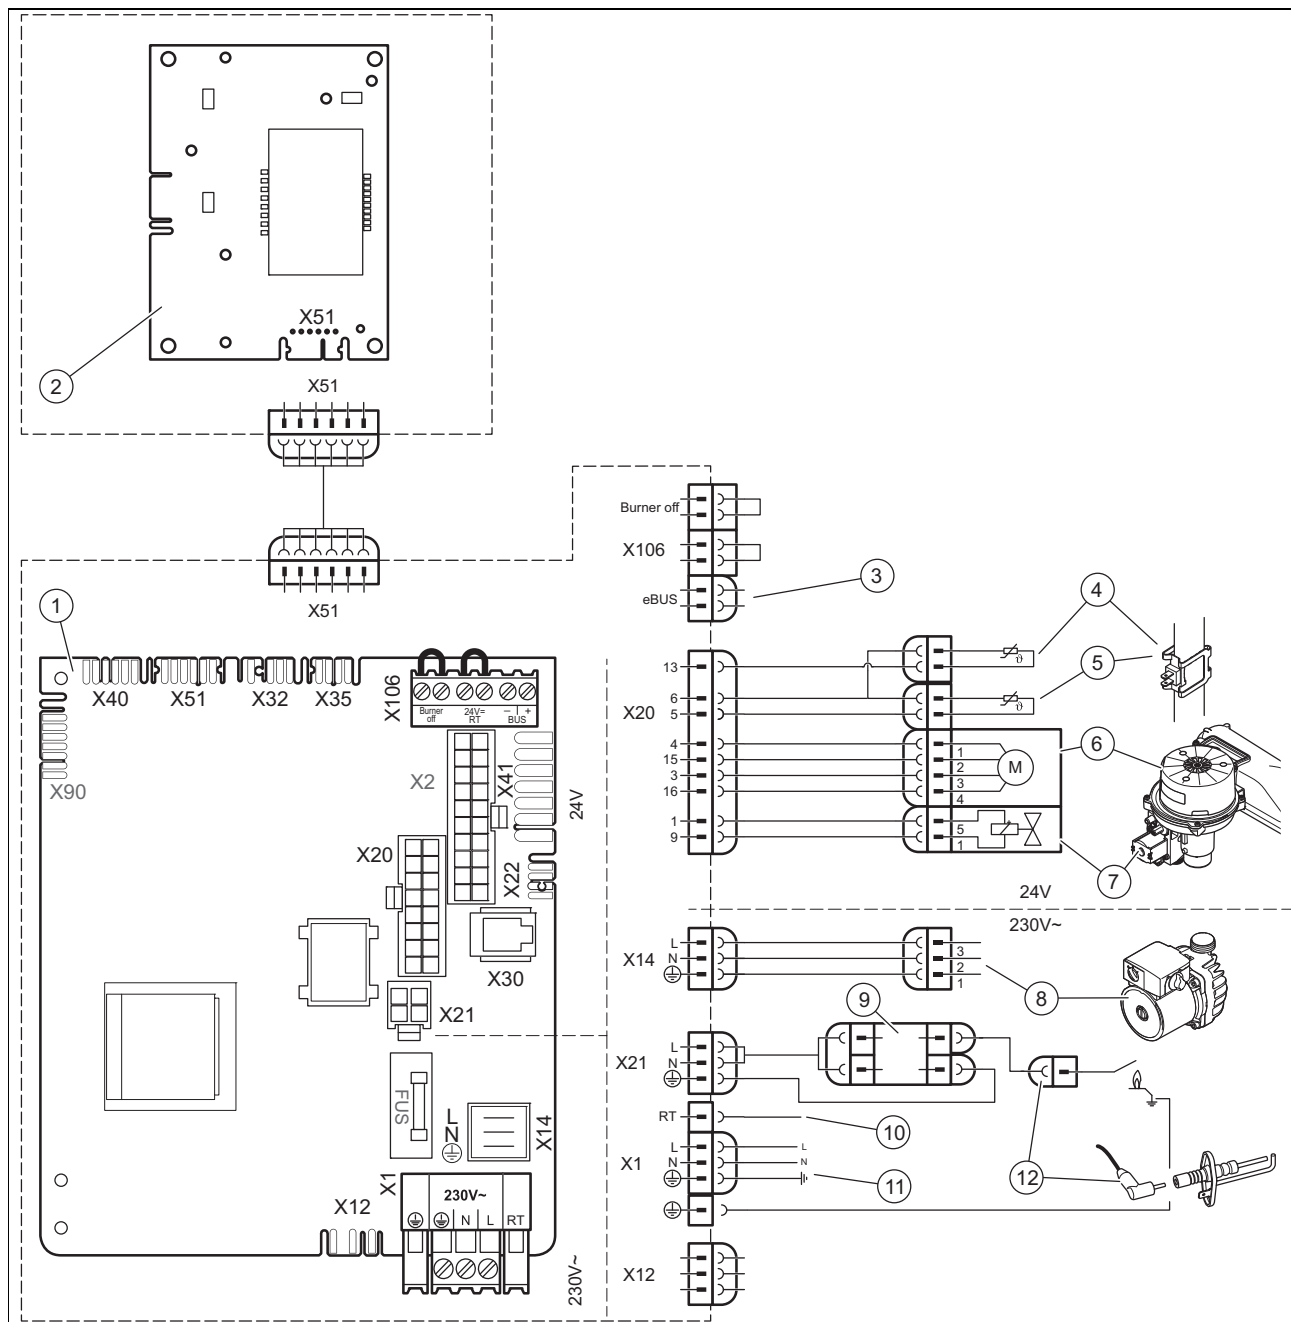 X51
2
X51
X51
1
X40
X51
X32
X35
X106
Burner
off
24V=
RT
– | +
BUS
X90
X2
X41
24V
X20
X22
C
X30
X21
FUS
L
N
X14
X1
230V~
N
L
RT
X12
230V~
Burner off
X106
eBUS
3
4
5
X20
13
6
5
4
15
3
16
1
9
1
2
3
4
M
6
5
1
7
24V
230V~
X14
L
N
3
2
1
8
9
X21
L
N
RT
10
X1
L
N
L
N
11
12
X12
ϑ
ϑ